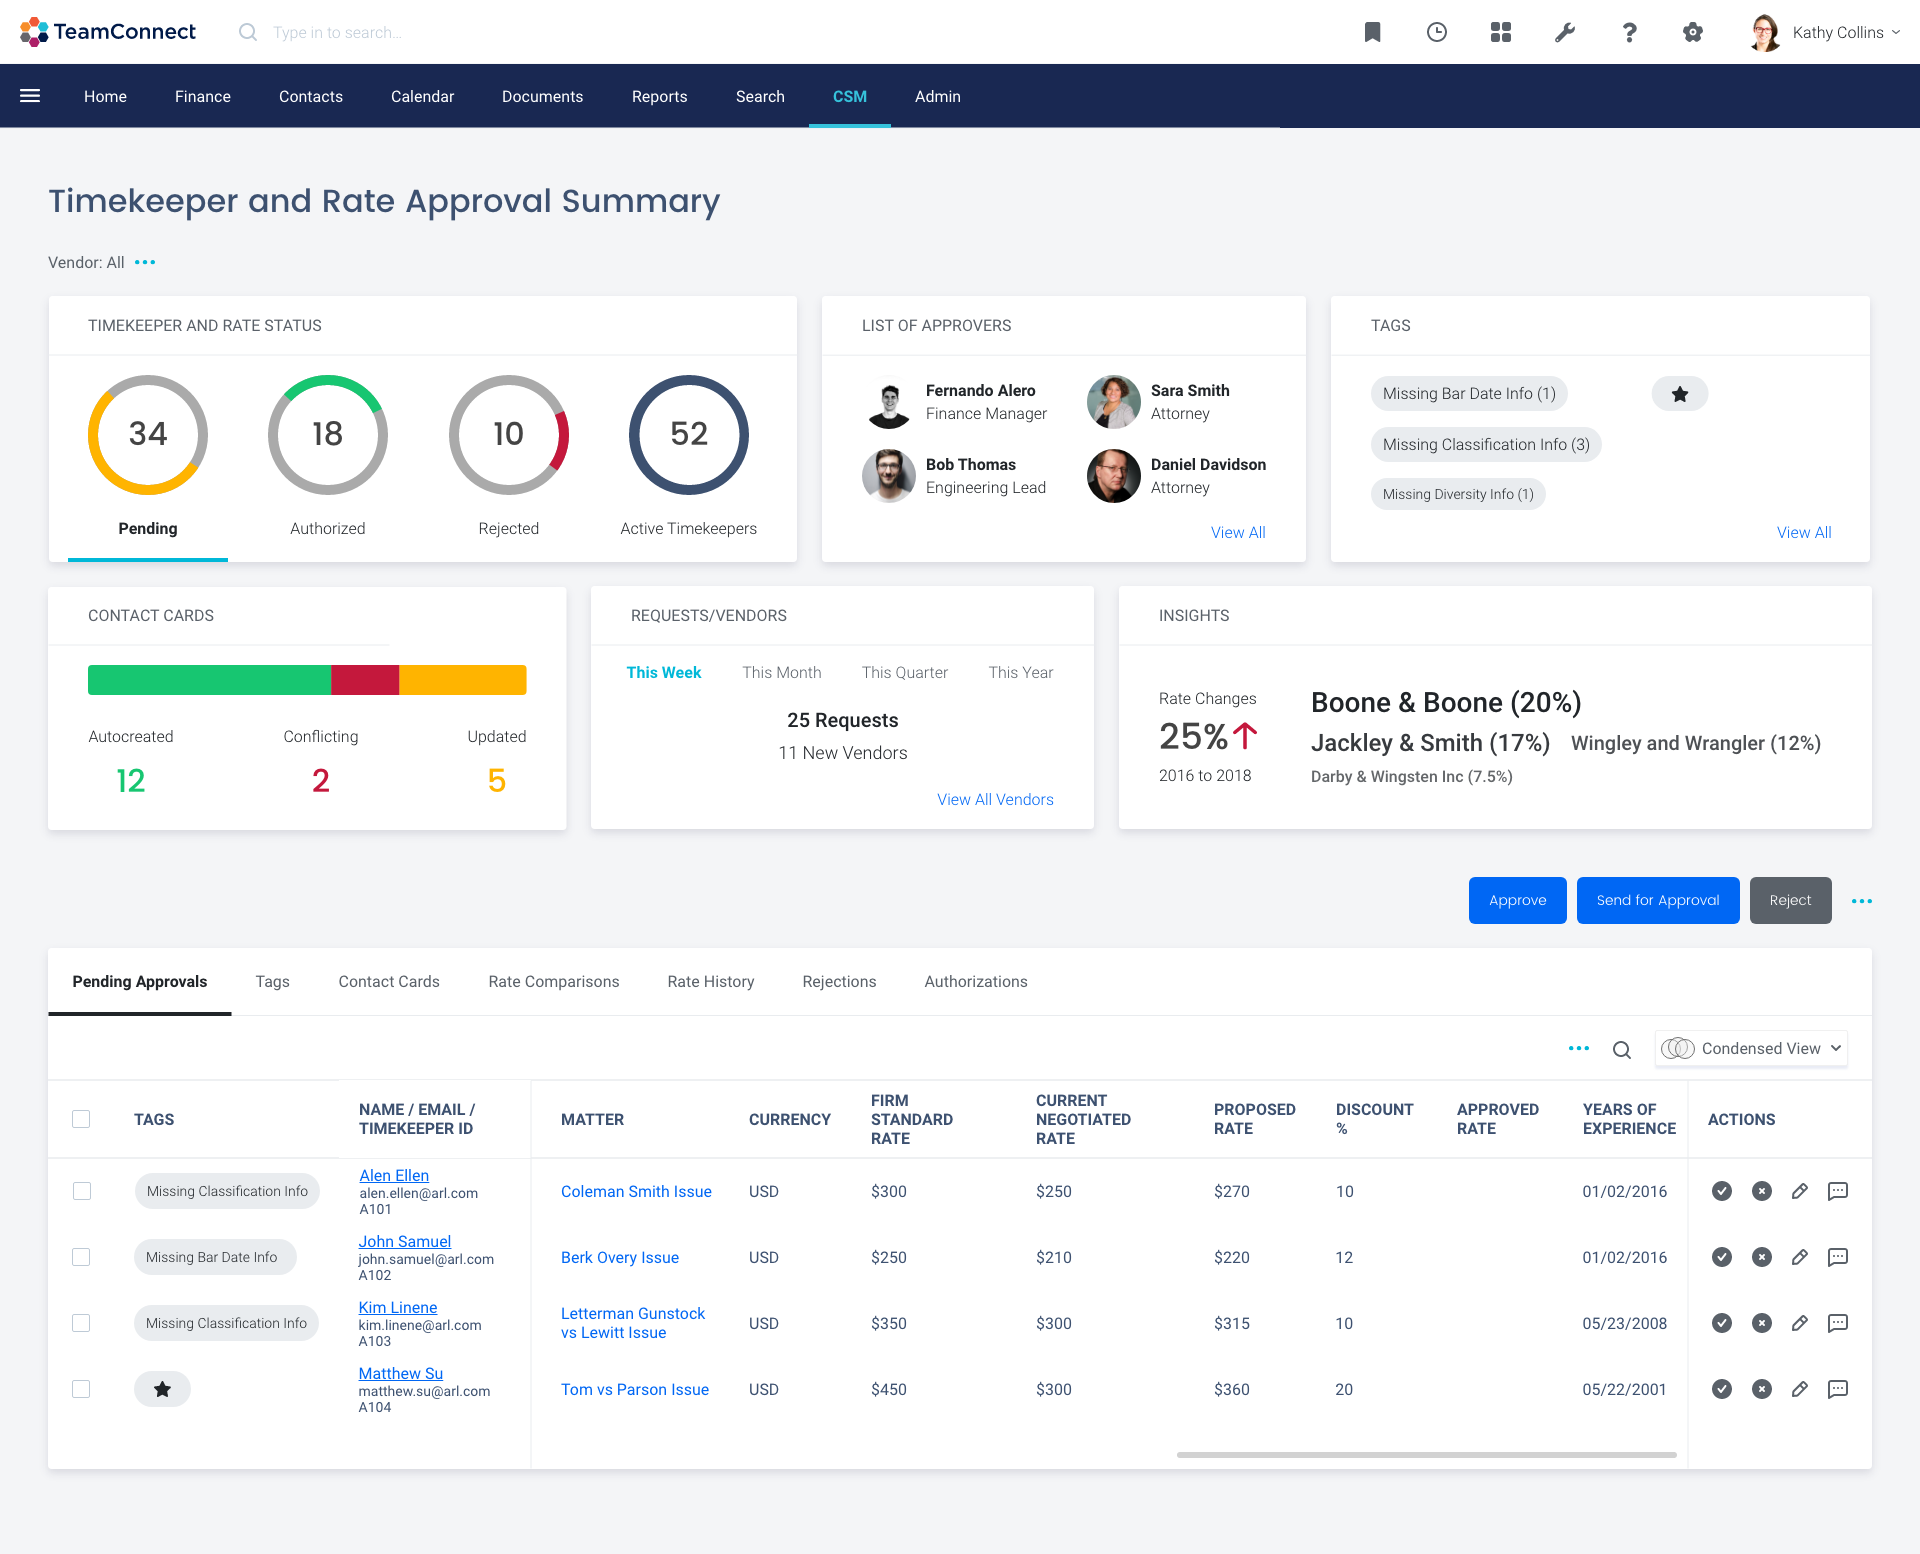 TeamConnect
Type in to search...
Kathy Collins
Home Finance Contacts Calendar Documents Reports Search CSM Admin
Timekeeper and Rate Approval Summary
Vendor: All
TIMEKEEPER AND RATE STATUS
34 18 10 52
Pending Authorized Rejected Active Timekeepers
LIST OF APPROVERS
Fernando Alero
Finance Manager
Sara Smith
Attorney
Bob Thomas
Engineering Lead
Daniel Davidson
Attorney
View All
TAGS
Missing Bar Date Info (1)
Missing Classification Info (3)
Missing Diversity Info (1)
View All
CONTACT CARDS
Autocreated Conflicting Updated
12 2 5
REQUESTS/VENDORS
This Week This Month This Quarter This Year
25 Requests
11 New Vendors
View All Vendors
INSIGHTS
Rate Changes
25%
2016 to 2018
Boone & Boone (20%)
Jackley & Smith (17%) Wingley and Wrangler (12%)
Darby & Wingsten Inc (7.5%)
Approve Send for Approval Reject
Pending Approvals Tags Contact Cards Rate Comparisons Rate History Rejections Authorizations
Condensed View
TAGS
NAME / EMAIL /
TIMEKEEPER ID
MATTER
CURRENCY
FIRM
STANDARD
RATE
CURRENT
NEGOTIATED
RATE
PROPOSED
RATE
DISCOUNT
%
APPROVED
RATE
YEARS OF
EXPERIENCE
ACTIONS
Missing Classification Info
Alen Ellen
alen.ellen@arl.com
A101
Coleman Smith Issue USD $300 $250 $270 10 01/02/2016
Missing Bar Date Info
John Samuel
john.samuel@arl.com
A102
Berk Overy Issue USD $250 $210 $220 12 01/02/2016
Missing Classification Info
Kim Linene
kim.linene@arl.com
A103
Letterman Gunstock
vs Lewitt Issue
USD $350 $300 $315 10 05/23/2008
Matthew Su
matthew.su@arl.com
A104
Tom vs Parson Issue USD $450 $300 $360 20 05/22/2001